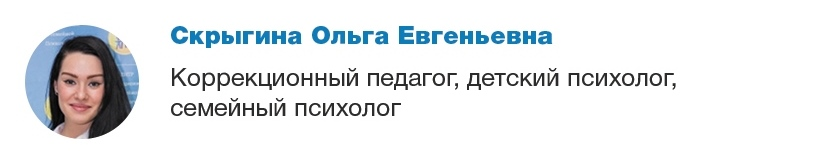 Скрыгина Ольга Евгеньевна
Коррекционный педагог, детский психолог,
семейный психолог